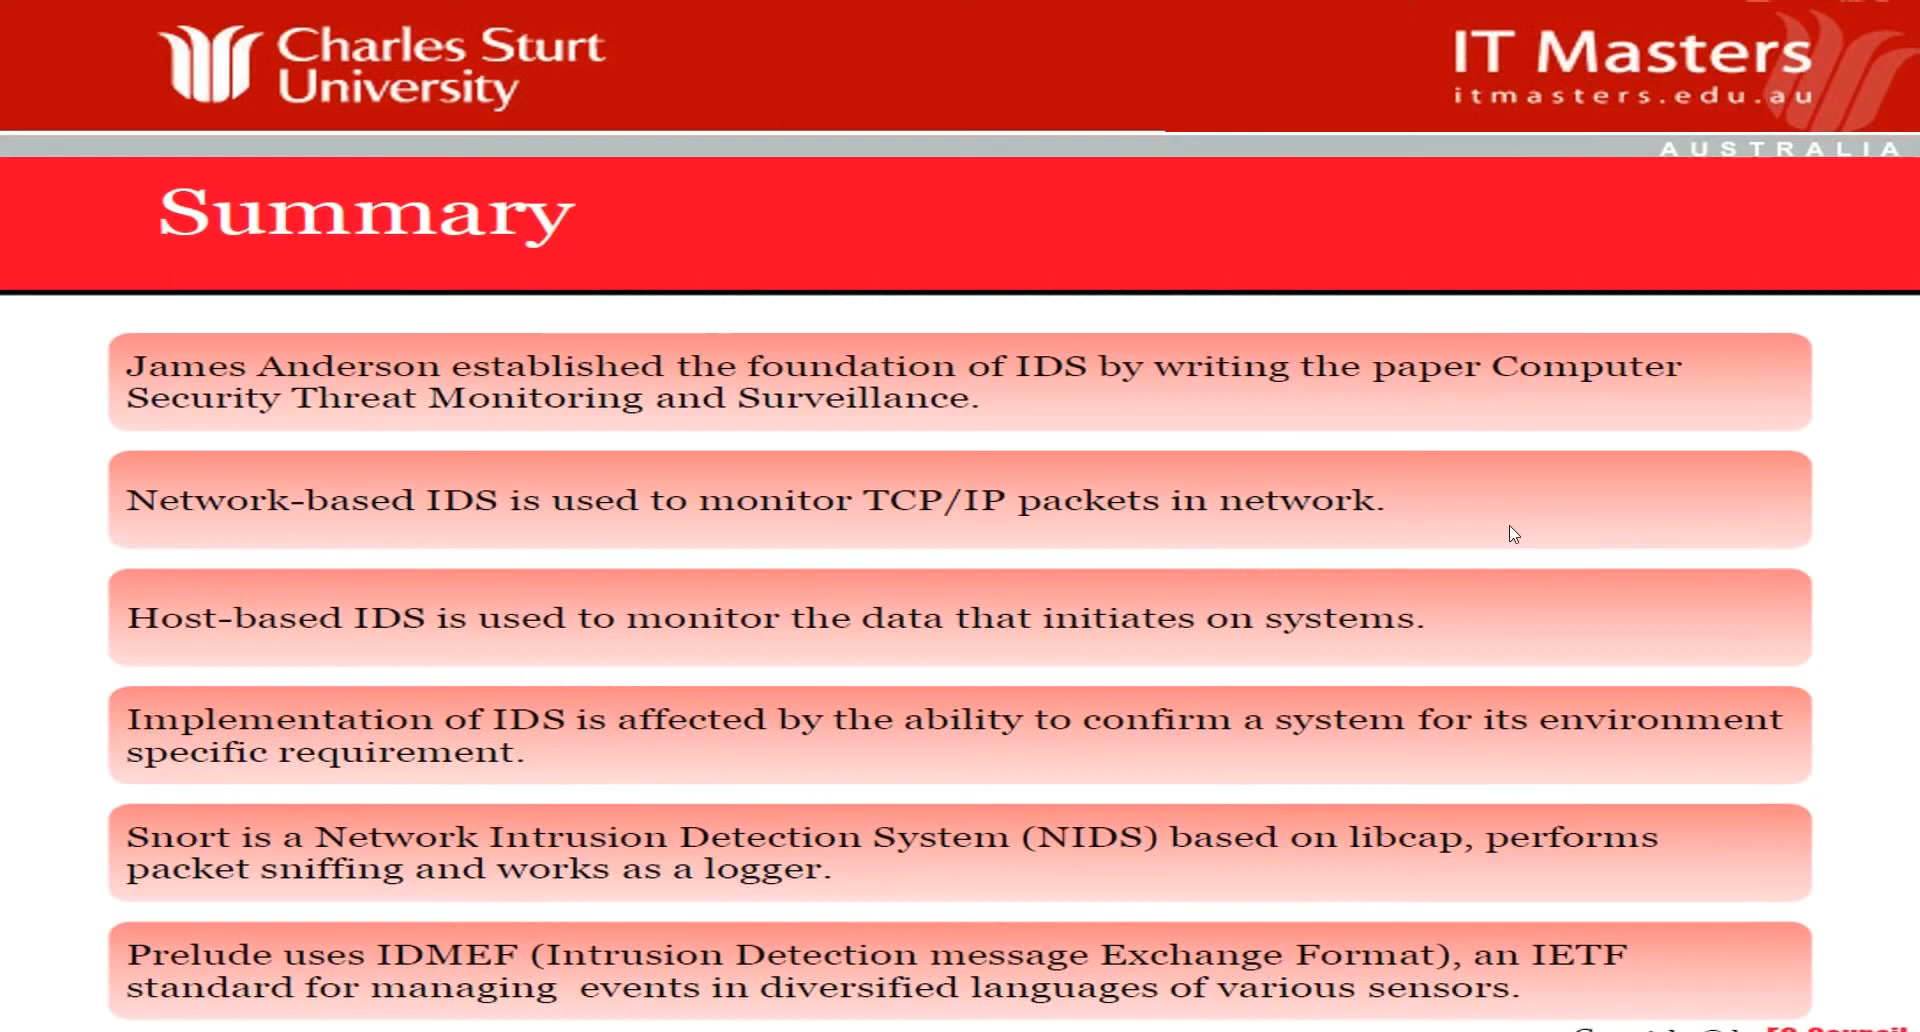 Charles Sturt
University
IT Masters
itmasters.edu.au
AUSTRALIA
Summary
James Anderson established the foundation of IDS by writing the paper Computer
Security Threat Monitoring and Surveillance.
Network-based IDS is used to monitor TCP/IP packets in network.
Host-based IDS is used to monitor the data that initiates on systems.
Implementation of IDS is affected by the ability to confirm a system for its environment
specific requirement.
Snort is a Network Intrusion Detection System (NIDS) based on libcap, performs
packet sniffing and works as a logger.
Prelude uses IDMEF (Intrusion Detection message Exchange Format), an IETF
standard for managing  events in diversified languages of various sensors.